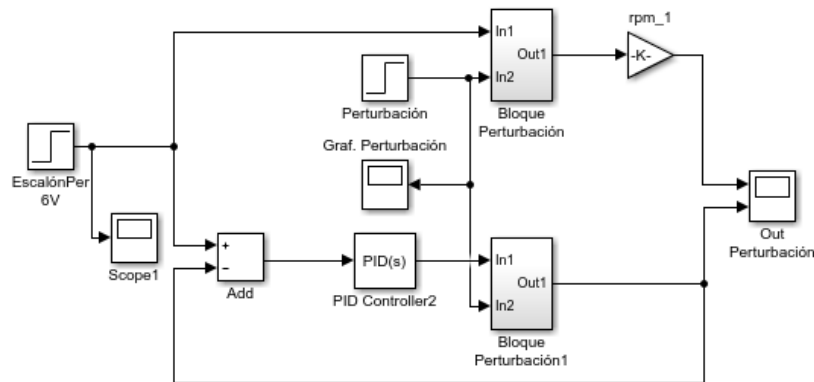 rpm_1
In1
Out1
In2
-K-
Perturbación
Bloque
Perturbación
Graf. Perturbación
EscalónPer
6V
Scope1
+
−
Add
PID(s)
PID Controller2
In1
Out1
In2
Bloque
Perturbación1
Out
Perturbación